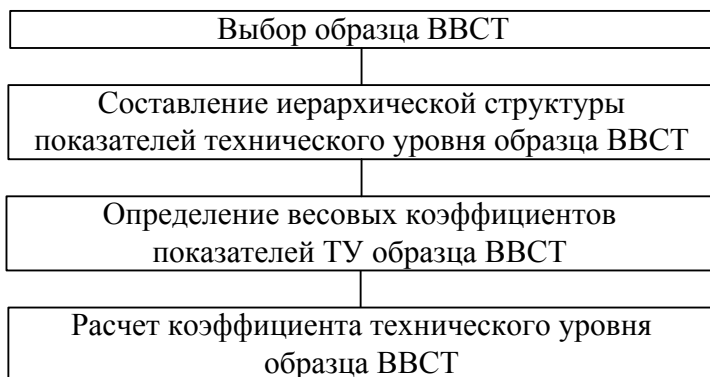 Выбор образца ВВСТ
Составление иерархической структуры
показателей технического уровня образца ВВСТ
Определение весовых коэффициентов
показателей ТУ образца ВВСТ
Расчет коэффициента технического уровня
образца ВВСТ